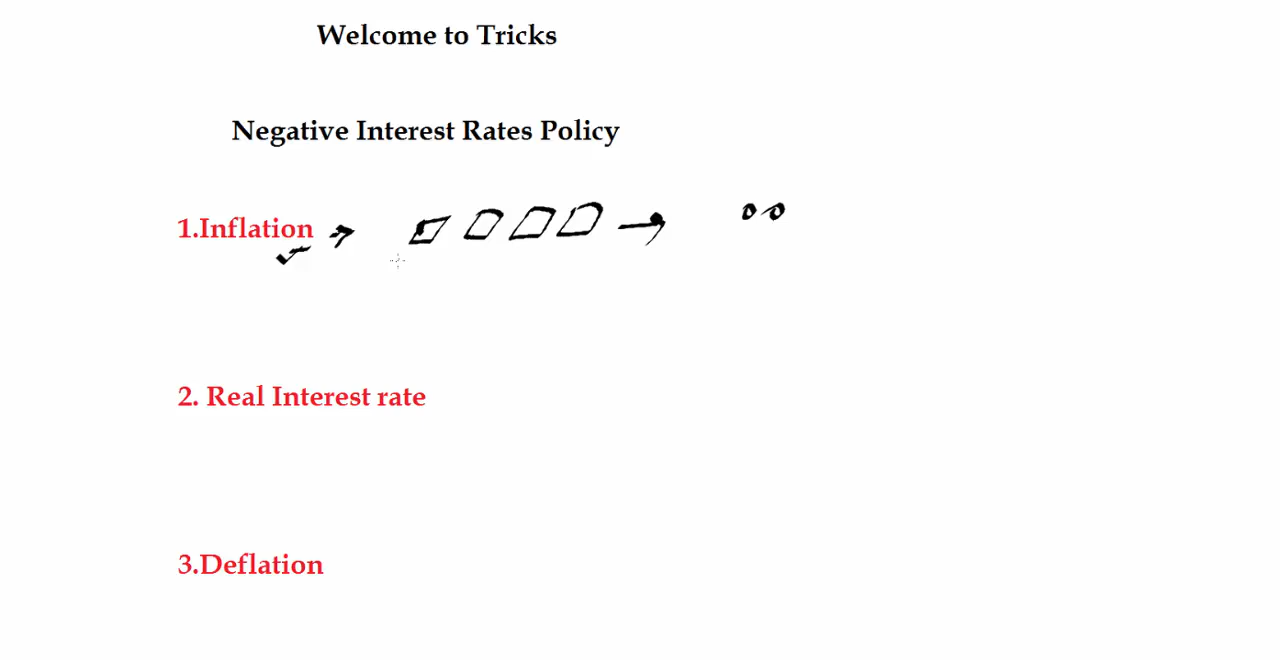 Welcome to Tricks
Negative Interest Rates Policy
1.Inflation
2. Real Interest rate
3.Deflation